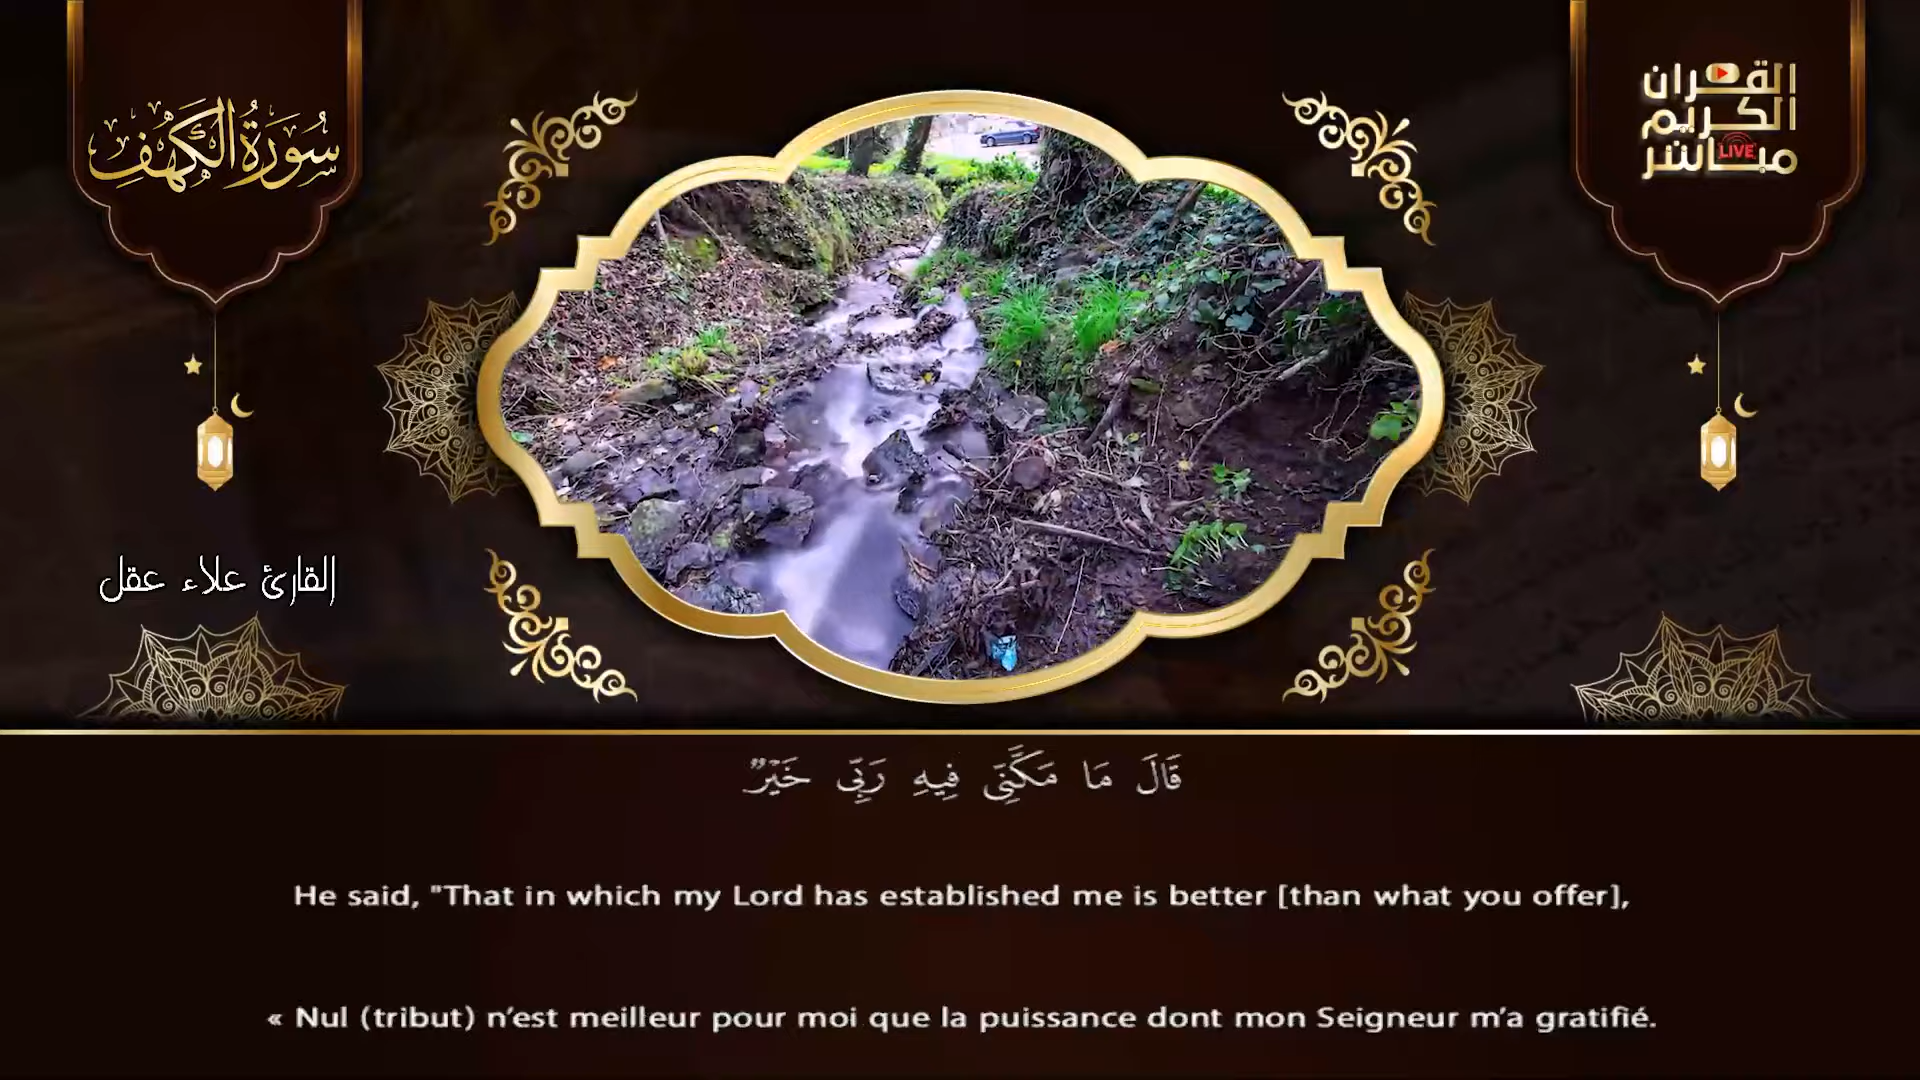 سُورَةُ الكَهْفِ
القران
الكريم
مباشر
LIVE
القارئ علاء عقل
قَالَ مَا مَكَّنِّى فِيهِ رَبِّى خَيْرٌ
He said, "That in which my Lord has established me is better [than what you offer],
« Nul (tribut) n’est meilleur pour moi que la puissance dont mon Seigneur m’a gratifié.